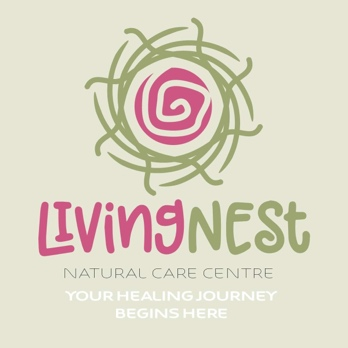 LIVingNESt
NATURAL CARE CENTRE
YOUR HEALING JOURNEY
BEGINS HERE